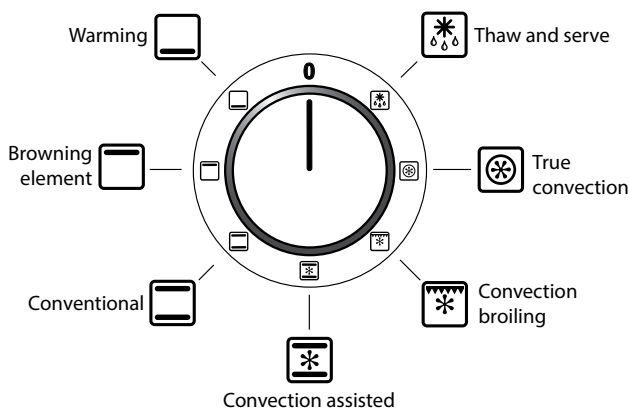 Warming
Thaw and serve
0
Browning
element
True
convection
Conventional
Convection
broiling
Convection assisted